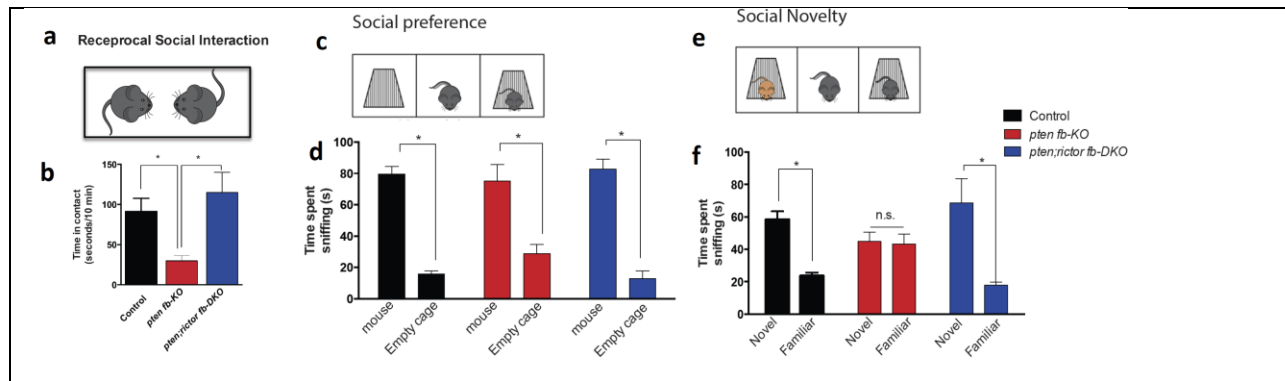 a
Receprocal Social Interaction
b
Time in contact
(seconds/10 min)
150
100
50
0
Control
pten fb-KO
pten;rictor fb-DKO
Social preference
c
d
Time spent
sniffing (s)
100
80
60
40
20
0
mouse
Empty cage
mouse
Empty cage
mouse
Empty cage
Social Novelty
e
f
Time spent
sniffing (s)
100
80
60
40
20
0
n.s.
Novel
Familiar
Novel
Familiar
Novel
Familiar
Control
pten fb-KO
pten;rictor fb-DKO
* *
* * *
* *